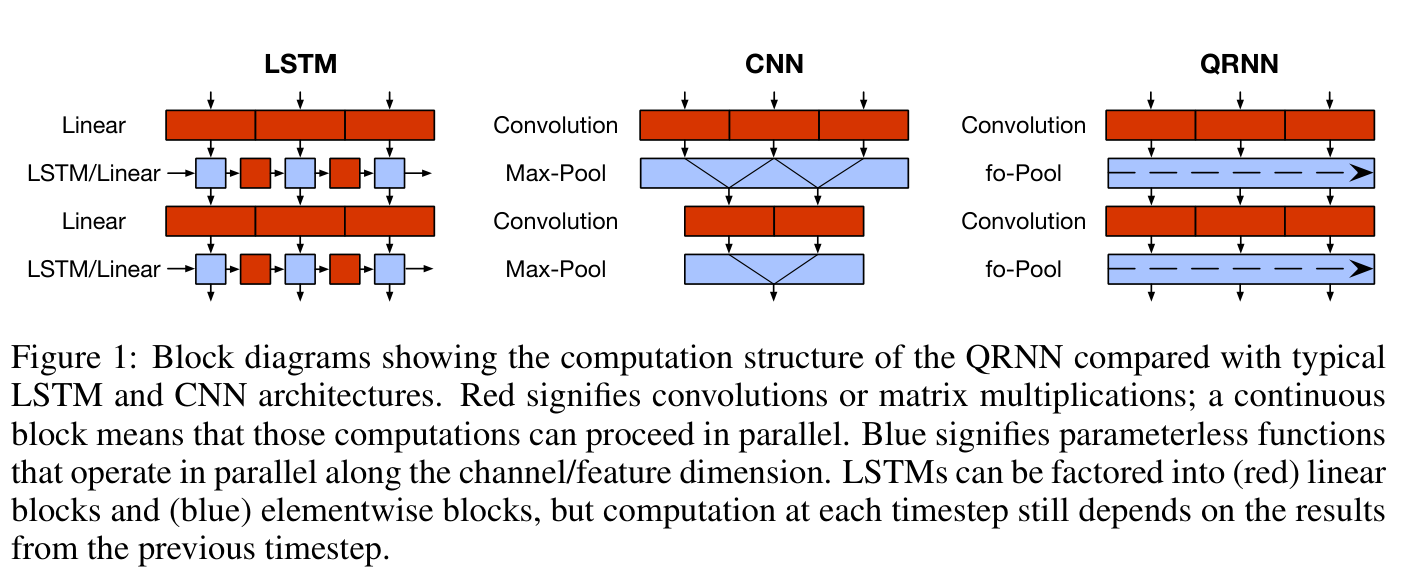 LSTM
CNN
QRNN
Linear
LSTM/Linear
Linear
LSTM/Linear
Convolution
Max-Pool
Convolution
Max-Pool
Convolution
fo-Pool
Convolution
fo-Pool
Figure 1: Block diagrams showing the computation structure of the QRNN compared with typical
LSTM and CNN architectures. Red signifies convolutions or matrix multiplications; a continuous
block means that those computations can proceed in parallel. Blue signifies parameterless functions
that operate in parallel along the channel/feature dimension. LSTMs can be factored into (red) linear
blocks and (blue) elementwise blocks, but computation at each timestep still depends on the results
from the previous timestep.